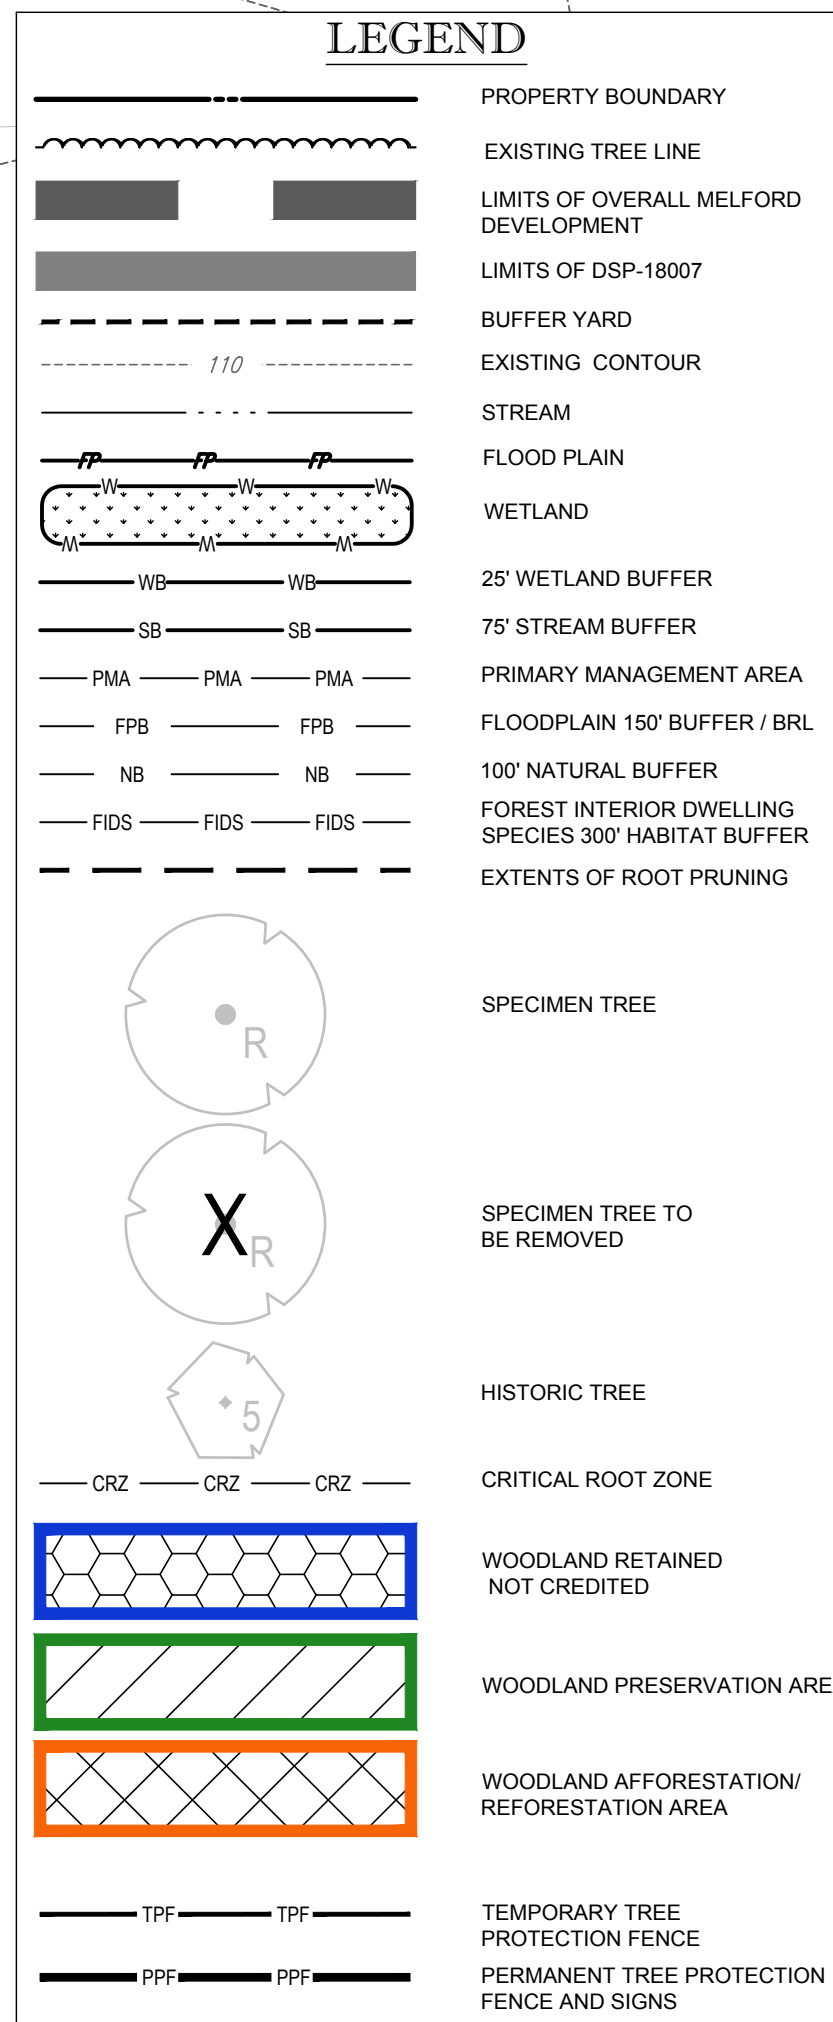 LEGEND
PROPERTY BOUNDARY
EXISTING TREE LINE
LIMITS OF OVERALL MELFORD
DEVELOPMENT
LIMITS OF DSP-18007
BUFFER YARD
110 EXISTING CONTOUR
STREAM
FP FP FP FLOOD PLAIN
W W W
WETLAND
W W W
WB WB 25' WETLAND BUFFER
SB SB 75' STREAM BUFFER
PMA PMA PMA PRIMARY MANAGEMENT AREA
FPB FPB FLOODPLAIN 150' BUFFER / BRL
NB NB 100' NATURAL BUFFER
FIDS FIDS FIDS FOREST INTERIOR DWELLING
SPECIES 300' HABITAT BUFFER
EXTENTS OF ROOT PRUNING
SPECIMEN TREE
R
SPECIMEN TREE TO
BE REMOVED
X R
HISTORIC TREE
5
CRZ CRZ CRZ CRITICAL ROOT ZONE
WOODLAND RETAINED
NOT CREDITED
WOODLAND PRESERVATION ARE
WOODLAND AFFORESTATION/
REFORESTATION AREA
TPF TPF TEMPORARY TREE
PROTECTION FENCE
PPF PPF PERMANENT TREE PROTECTION
FENCE AND SIGNS